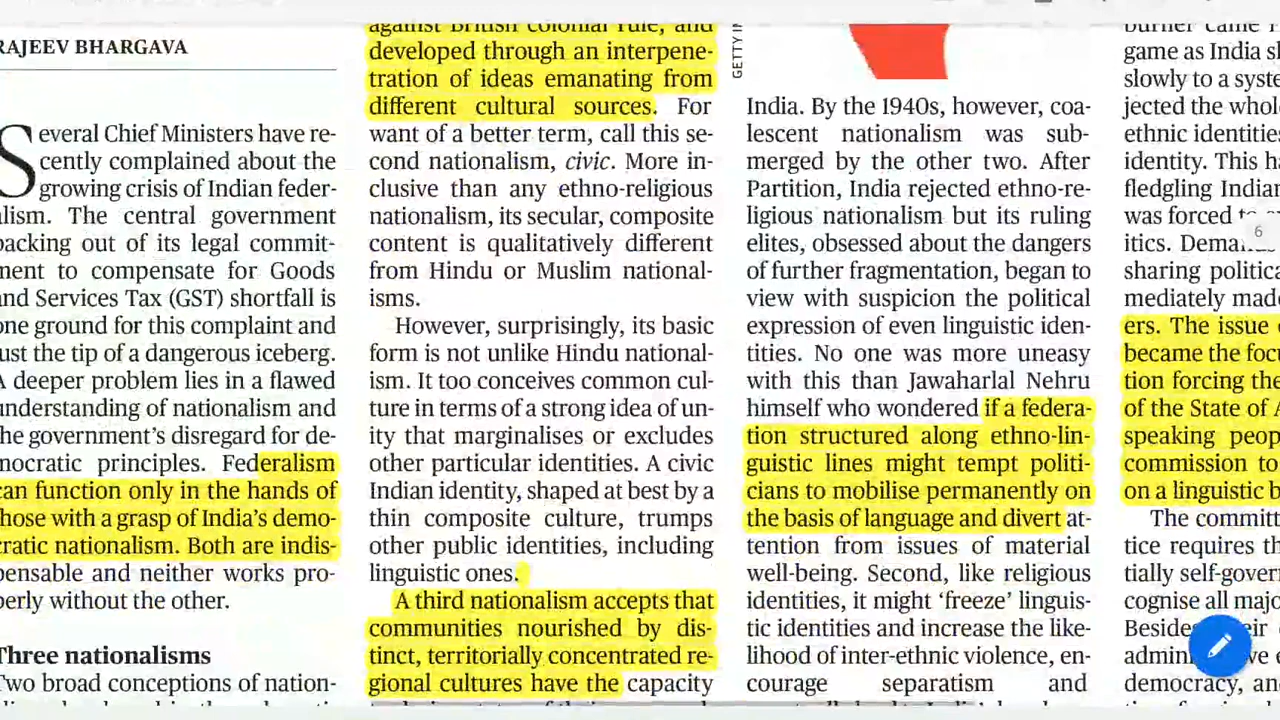 RAJEEV BHARGAVA
Several Chief Ministers have re-
cently complained about the
growing crisis of Indian feder-
alism. The central government
backing out of its legal commit-
ment to compensate for Goods
and Services Tax (GST) shortfall is
one ground for this complaint and
just the tip of a dangerous iceberg.
A deeper problem lies in a flawed
understanding of nationalism and
the government's disregard for de-
mocratic principles. Federalism
can function only in the hands of
those with a grasp of India's demo-
cratic nationalism. Both are indis-
pensable and neither works pro-
perly without the other.
Three nationalisms
Two broad conceptions of nation-
against British colonial rule, and
developed through an interpene-
tration of ideas emanating from
different cultural sources. For
want of a better term, call this se-
cond nationalism, civic. More in-
clusive than any ethno-religious
nationalism, its secular, composite
content is qualitatively different
from Hindu or Muslim national-
isms.
However, surprisingly, its basic
form is not unlike Hindu national-
ism. It too conceives common cul-
ture in terms of a strong idea of un-
ity that marginalises or excludes
other particular identities. A civic
Indian identity, shaped at best by a
thin composite culture, trumps
other public identities, including
linguistic ones.
A third nationalism accepts that
communities nourished by dis-
tinct, territorially concentrated re-
gional cultures have the capacity
GETTY
India. By the 1940s, however, coa-
lescent nationalism was sub-
merged by the other two. After
Partition, India rejected ethno-re-
ligious nationalism but its ruling
elites, obsessed about the dangers
of further fragmentation, began to
view with suspicion the political
expression of even linguistic iden-
tities. No one was more uneasy
with this than Jawaharlal Nehru
himself who wondered if a federa-
tion structured along ethno-lin-
guistic lines might tempt politi-
cians to mobilise permanently on
the basis of language and divert at-
tention from issues of material
well-being. Second, like religious
identities, it might 'freeze' linguis-
tic identities and increase the like-
lihood of inter-ethnic violence, en-
courage separatism and
game as India
slowly to a
the
ethnic identities
identity. This
fledgling
was forced
itics.
sharing
made
ers. The issue
became the
tion forcing the
of the State of
speaking
commission to
on a linguistic
The
tice requires
cognise all
democracy,
6